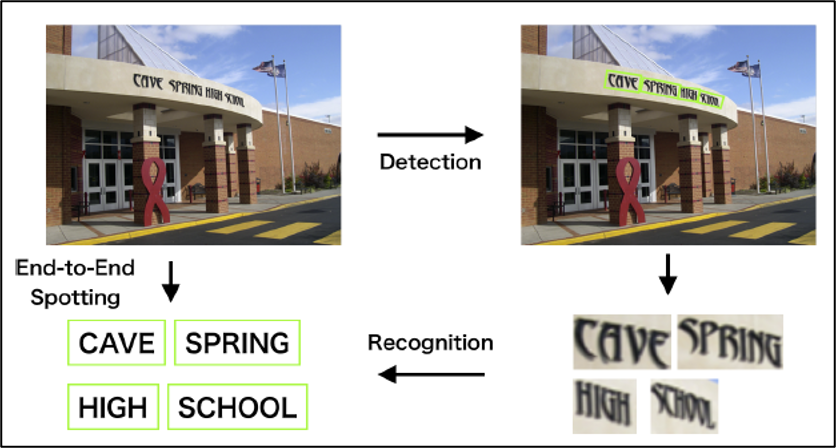 CAVE SPRING HIGH SCHOOL
CAVE SPRING HIGH SCHOOL
Detection
End-to-End
Spotting
CAVE SPRING
HIGH SCHOOL
Recognition
CAVE SPRING
HIGH SCHOOL